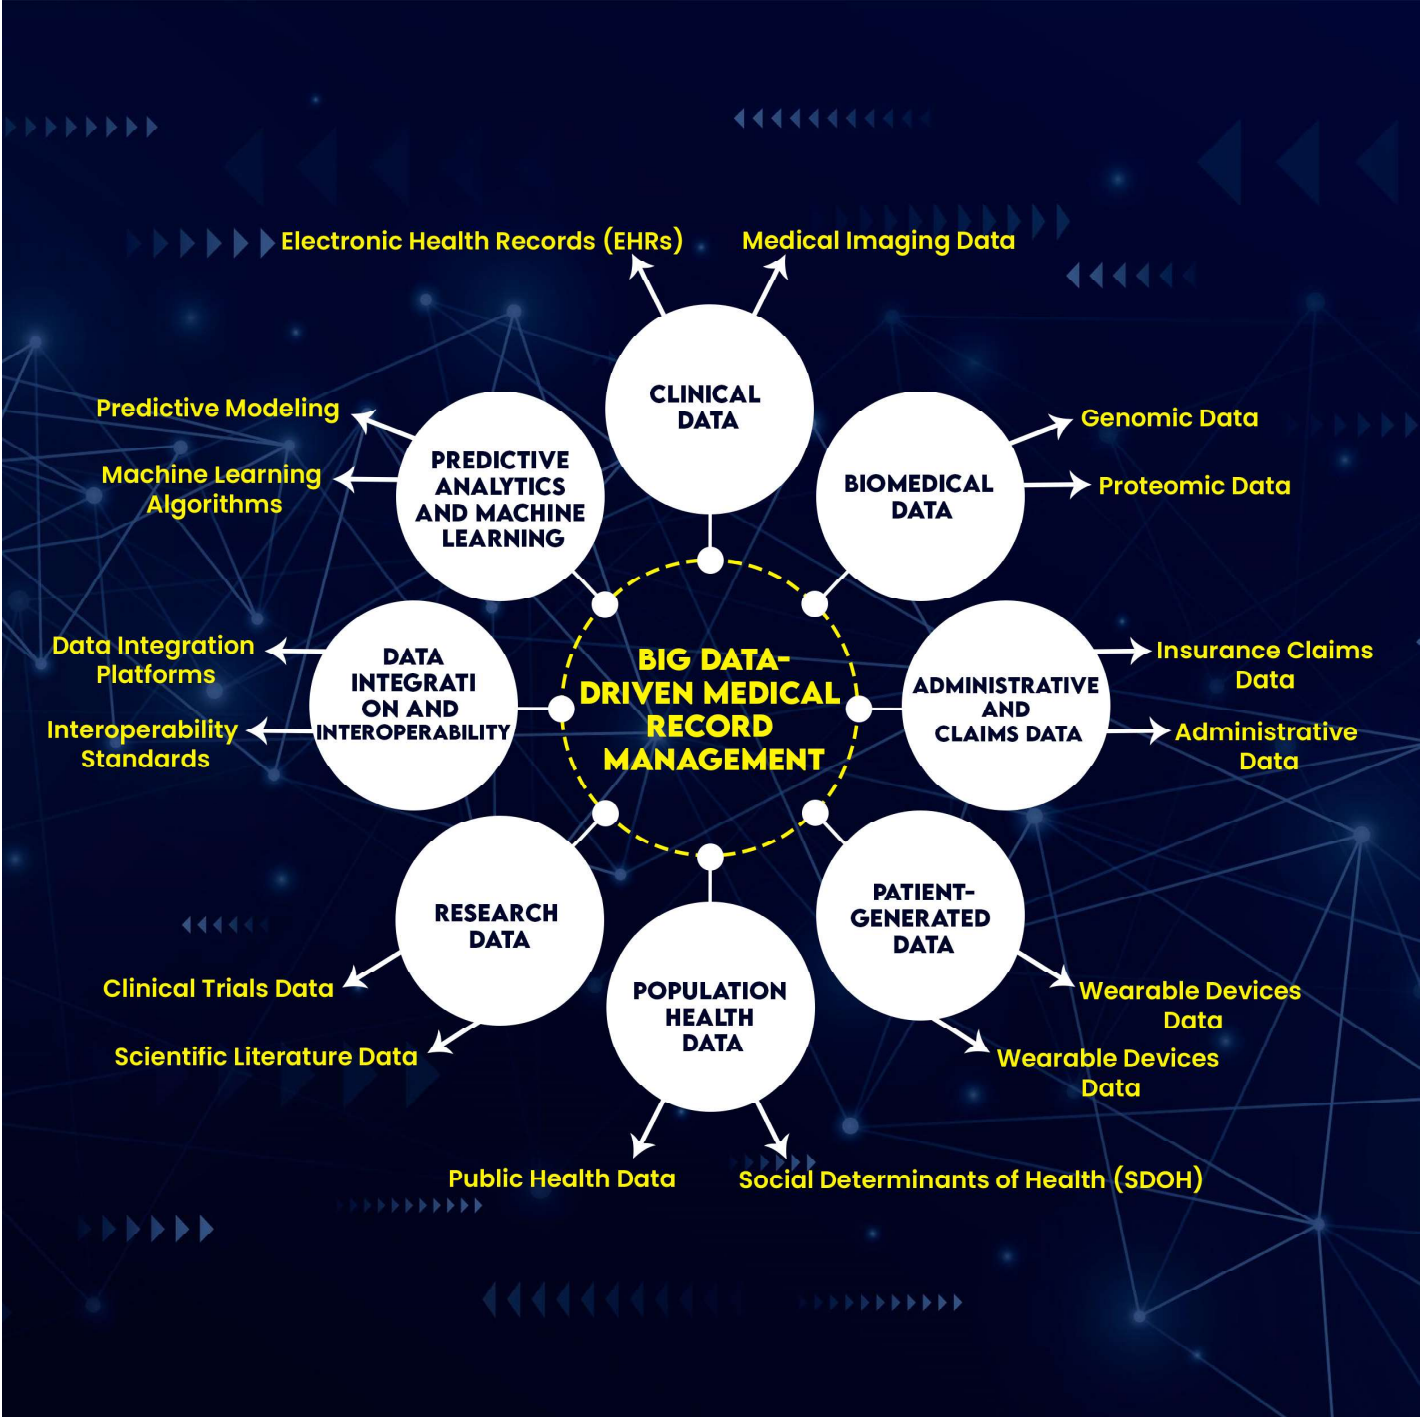 Electronic Health Records (EHRs)
Medical Imaging Data
CLINICAL
DATA
Predictive Modeling
Machine Learning
Algorithms
PREDICTIVE
ANALYTICS
AND MACHINE
LEARNING
BIOMEDICAL
DATA
Genomic Data
Proteomic Data
Data Integration
Platforms
Interoperability
Standards
DATA
INTEGRATI
ON AND
INTEROPERABILITY
BIG DATA-
DRIVEN MEDICAL
RECORD
MANAGEMENT
ADMINISTRATIVE
AND
CLAIMS DATA
Insurance Claims
Data
Administrative
Data
RESEARCH
DATA
Clinical Trials Data
Scientific Literature Data
POPULATION
HEALTH
DATA
PATIENT-
GENERATED
DATA
Wearable Devices
Data
Wearable Devices
Data
Public Health Data
Social Determinants of Health (SDOH)